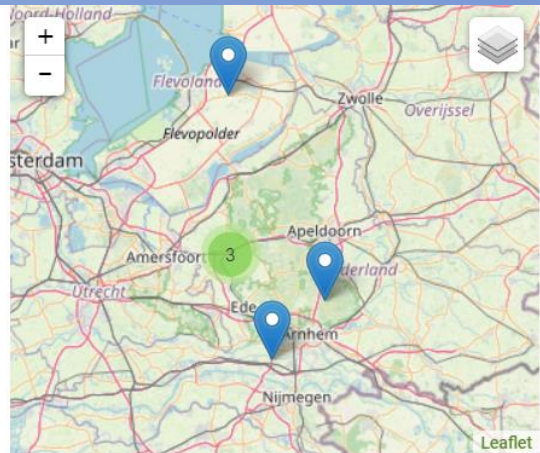 oord-Holland
+
-
Flevoland
Zwolle
Overijssel
Flevopolder
sterdam
Apeldoorn
Amersfoort
3
derland
Utrecht
Ede
Arnhem
Nijmegen
Leaflet